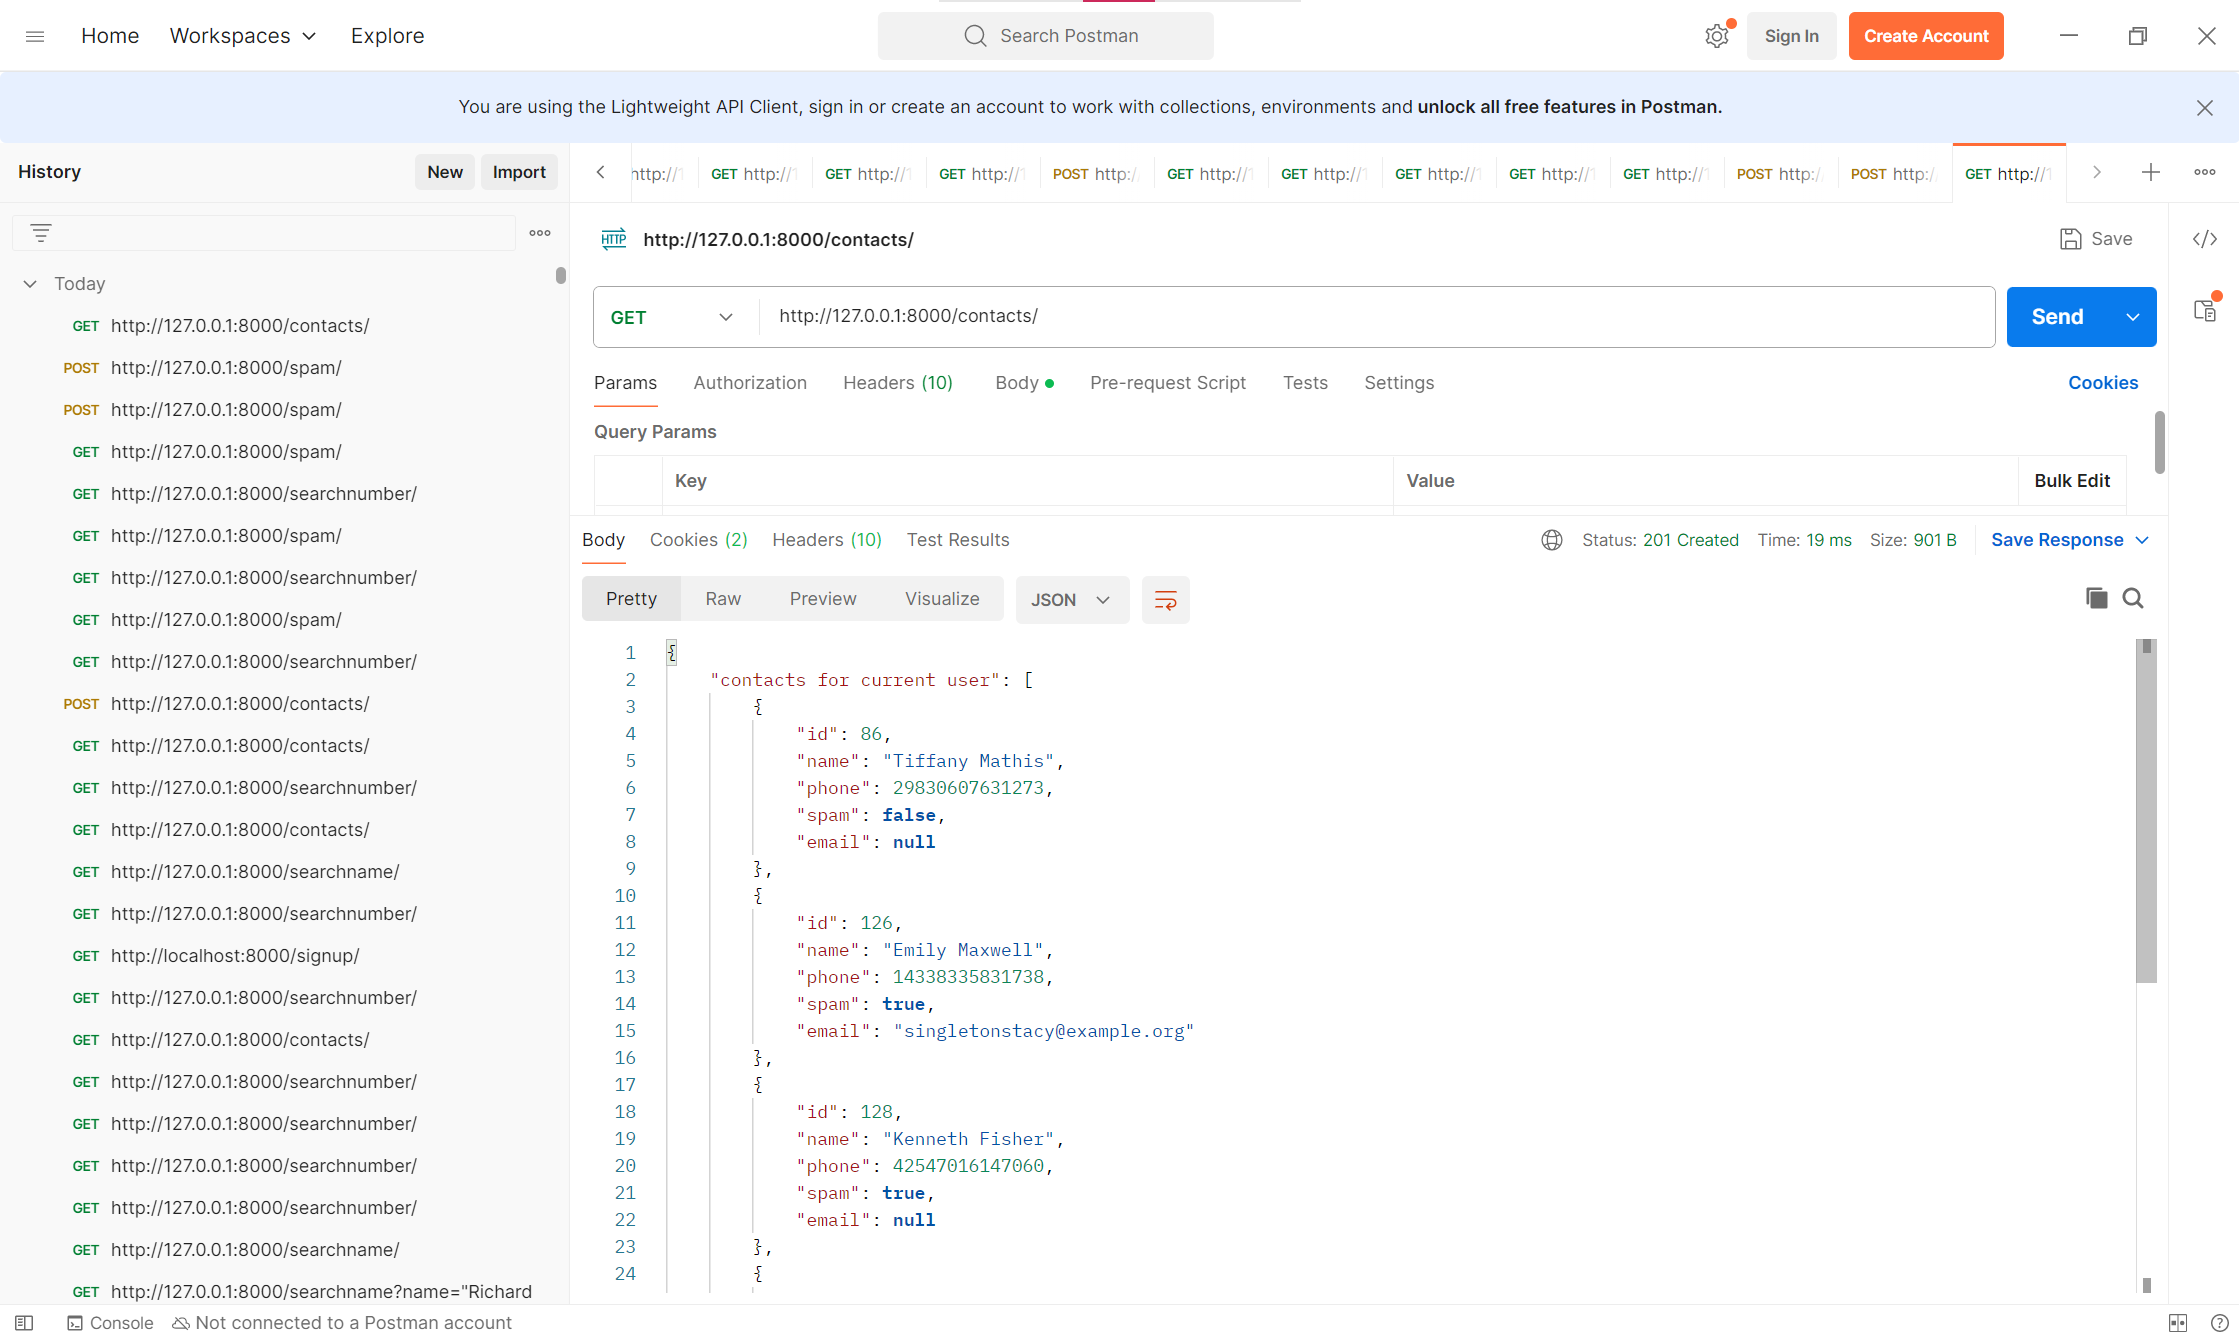 Home Workspaces Explore Search Postman Sign In Create Account
You are using the Lightweight API Client, sign in or create an account to work with collections, environments and unlock all free features in Postman.
History New Import
http://1 GET http://1 GET http://1 GET http://1 POST http:/ GET http://1 GET http://1 GET http://1 GET http://1 GET http://1 POST http:/ POST http:/ GET http://1
Today
GET http://127.0.0.1:8000/contacts/
POST http://127.0.0.1:8000/spam/
POST http://127.0.0.1:8000/spam/
GET http://127.0.0.1:8000/spam/
GET http://127.0.0.1:8000/searchnumber/
GET http://127.0.0.1:8000/spam/
GET http://127.0.0.1:8000/searchnumber/
GET http://127.0.0.1:8000/spam/
GET http://127.0.0.1:8000/searchnumber/
POST http://127.0.0.1:8000/contacts/
GET http://127.0.0.1:8000/contacts/
GET http://127.0.0.1:8000/searchnumber/
GET http://127.0.0.1:8000/contacts/
GET http://127.0.0.1:8000/searchname/
GET http://127.0.0.1:8000/searchnumber/
GET http://localhost:8000/signup/
GET http://127.0.0.1:8000/searchnumber/
GET http://127.0.0.1:8000/contacts/
GET http://127.0.0.1:8000/searchnumber/
GET http://127.0.0.1:8000/searchnumber/
GET http://127.0.0.1:8000/searchnumber/
GET http://127.0.0.1:8000/searchnumber/
GET http://127.0.0.1:8000/searchname/
GET http://127.0.0.1:8000/searchname?name="Richard
HTTP http://127.0.0.1:8000/contacts/ Save
GET http://127.0.0.1:8000/contacts/ Send
Params Authorization Headers (10) Body Pre-request Script Tests Settings Cookies
Query Params
Key Value Bulk Edit
Body Cookies (2) Headers (10) Test Results Status: 201 Created Time: 19 ms Size: 901 B Save Response
Pretty Raw Preview Visualize JSON
1 {
2 "contacts for current user": [
3 {
4 "id": 86,
5 "name": "Tiffany Mathis",
6 "phone": 29830607631273,
7 "spam": false,
8 "email": null
9 },
10 {
11 "id": 126,
12 "name": "Emily Maxwell",
13 "phone": 14338335831738,
14 "spam": true,
15 "email": "singletonstacy@example.org"
16 },
17 {
18 "id": 128,
19 "name": "Kenneth Fisher",
20 "phone": 42547016147060,
21 "spam": true,
22 "email": null
23 },
24 {
Console Not connected to a Postman account